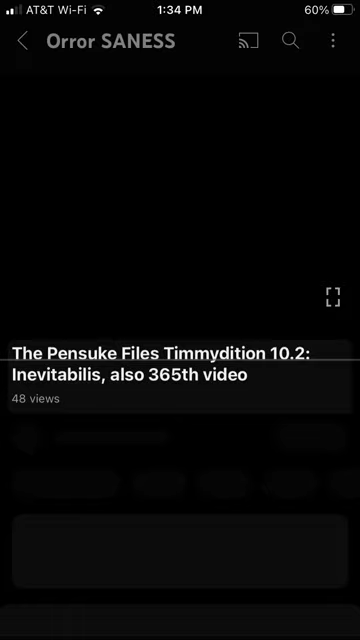 AT&T Wi-Fi 1:34 PM 60%
Orror SANESS
The Pensuke Files Timmydition 10.2:
Inevitabilis, also 365th video
48 views